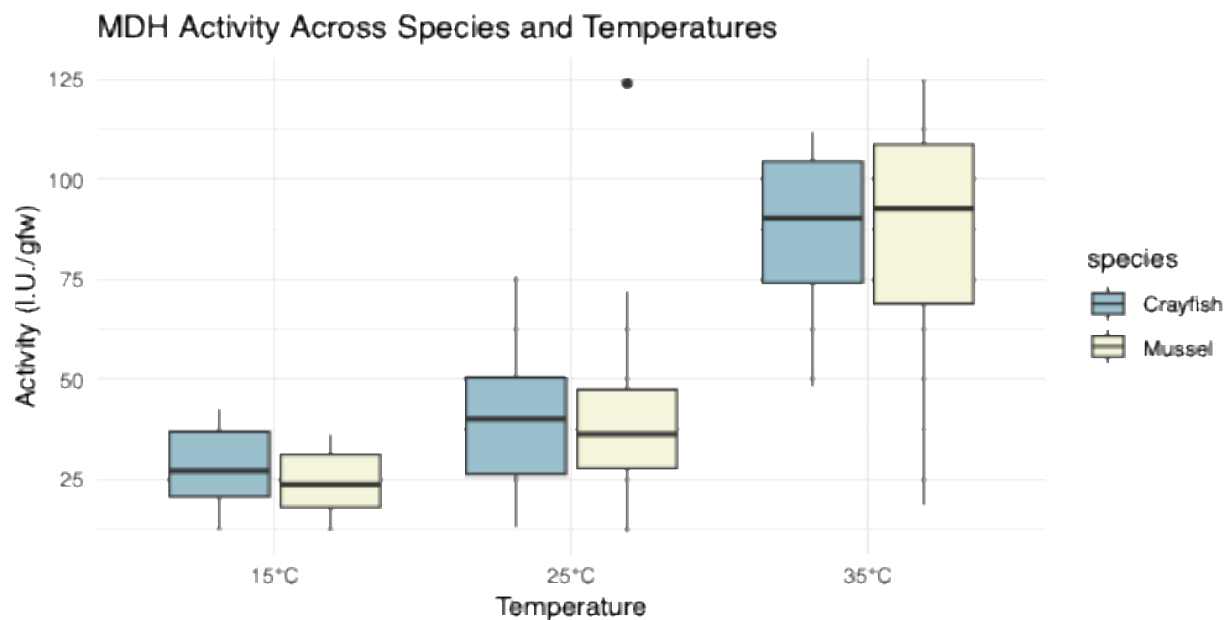 MDH Activity Across Species and Temperatures
125
100
75
50
25
Activity (I.U./gfw)
15°C
25°C
35°C
Temperature
species
Crayfish
Mussel